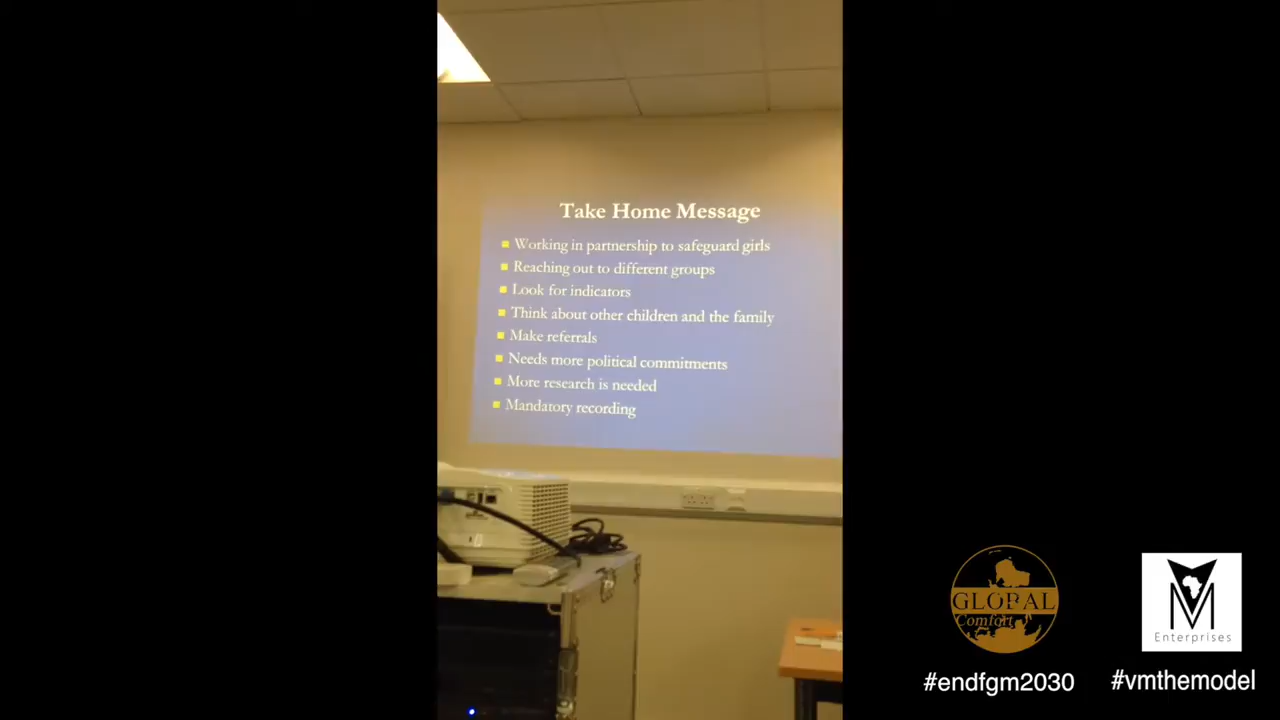 Take Home Message
Working in partnership to safeguard girls
Reaching out to different groups
Look for indicators
Think about other children and the family
Make referrals
Needs more political commitments
More research is needed
Mandatory recording
GLOBAL
Comfort
VM
Enterprises
#endfgm2030
#vmthemodel